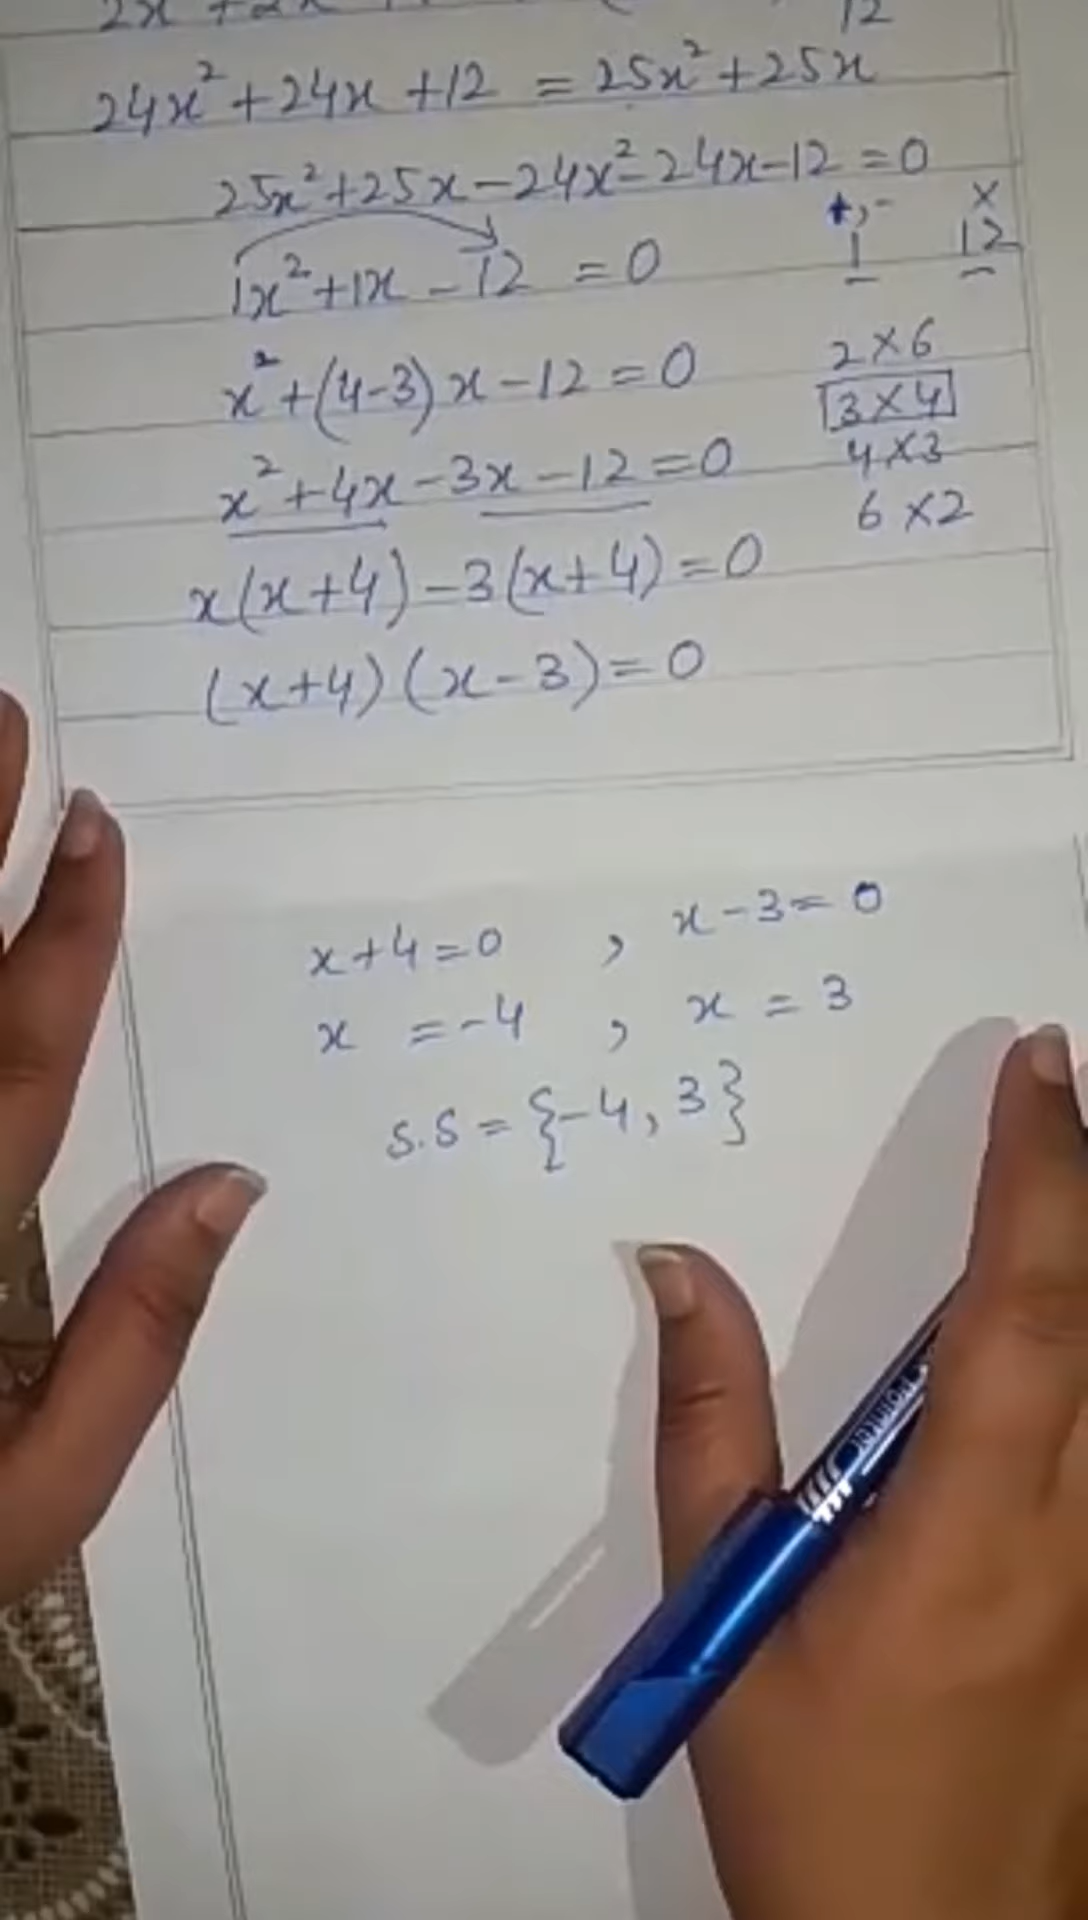 12
24x² + 24x + 12 = 25x² + 25x
25x² + 25x - 24x² - 24x - 12 = 0
+, - ×
1x² + 1x - 12 = 0 1 12
x² + (4-3) x - 12 = 0 2 × 6
3 × 4
x² + 4x - 3x - 12 = 0 4 × 3
6 × 2
x(x+4) - 3(x+4) = 0
(x+4) (x-3) = 0
x+4=0 , x-3=0
x = -4 , x = 3
S.S = {-4, 3}
Pointer